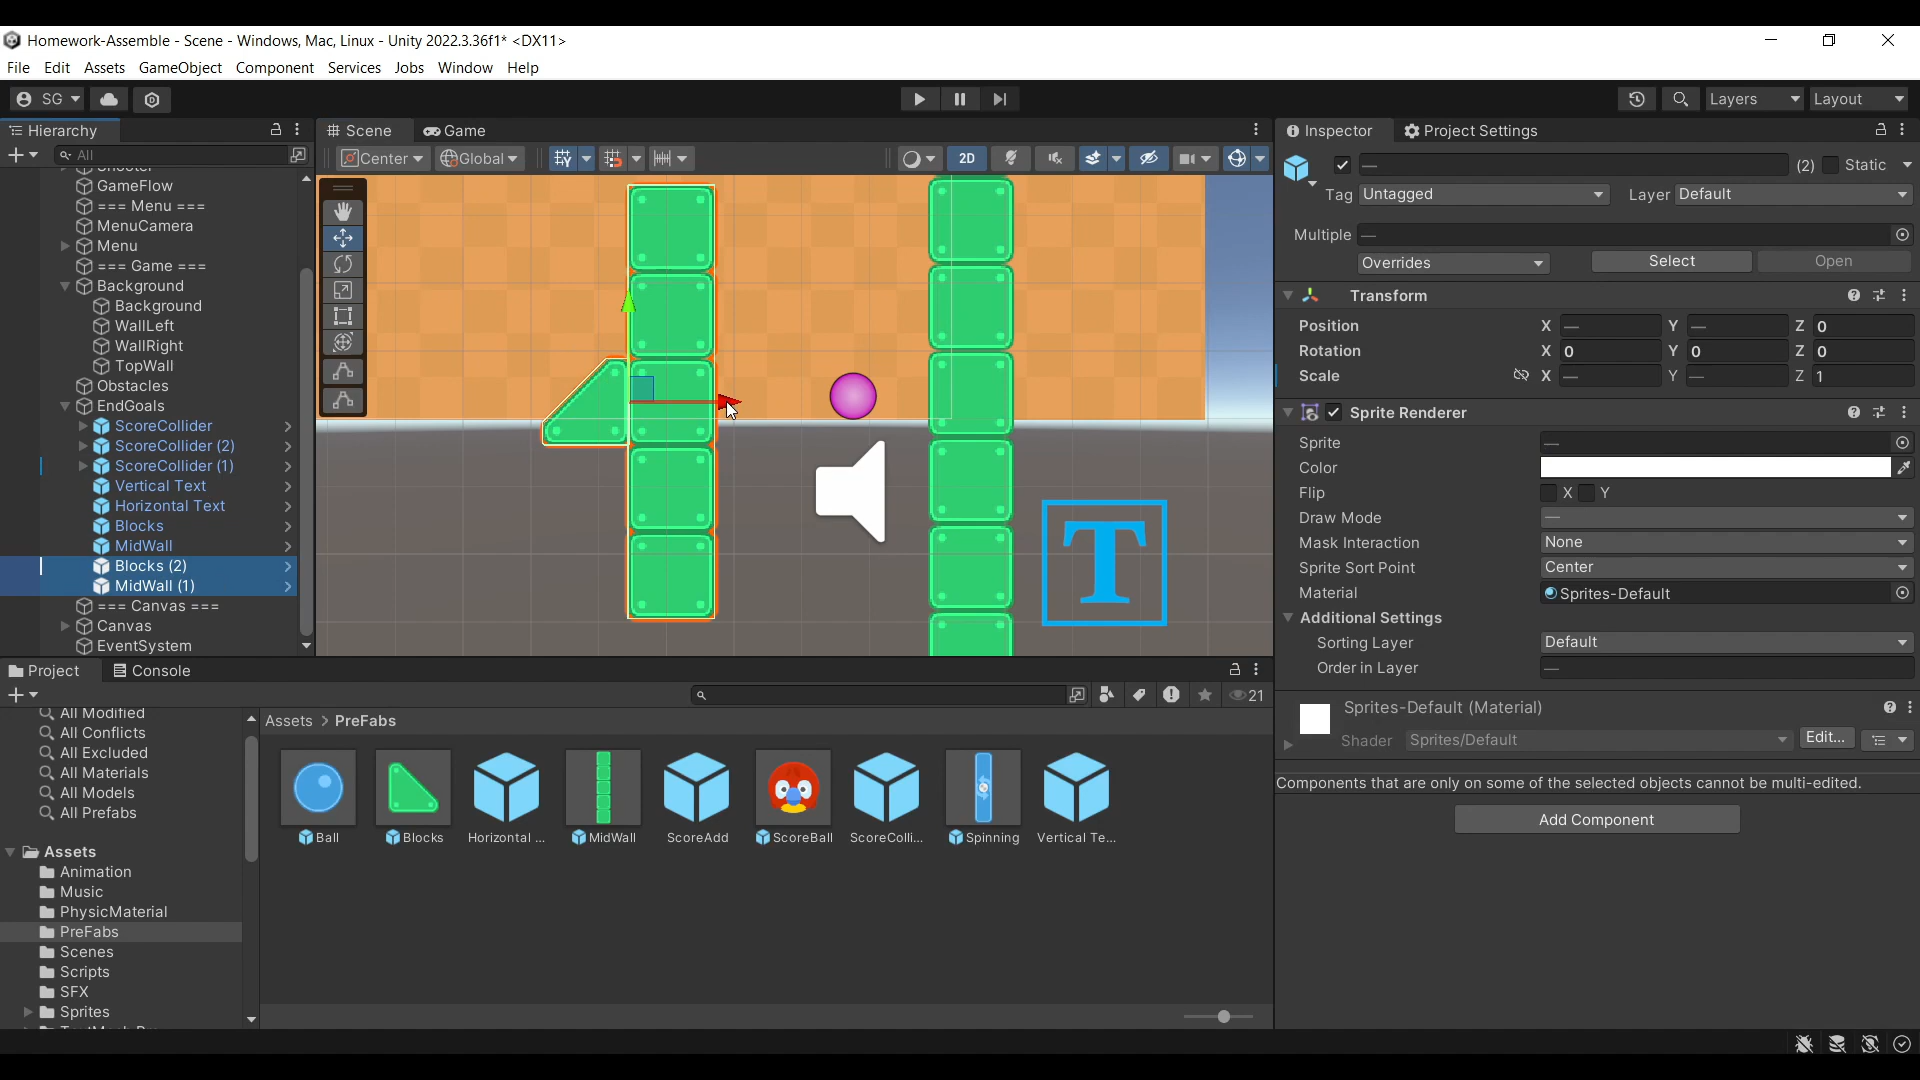 Homework-Assemble - Scene - Windows, Mac, Linux - Unity 2022.3.36f1* <DX11>
File Edit Assets GameObject Component Services Jobs Window Help
SG
Layers Layout
Hierarchy
All
GameFlow
=== Menu ===
MenuCamera
Menu
=== Game ===
Background
Background
WallLeft
WallRight
TopWall
Obstacles
EndGoals
ScoreCollider
ScoreCollider (2)
ScoreCollider (1)
Vertical Text
Horizontal Text
Blocks
MidWall
Blocks (2)
MidWall (1)
=== Canvas ===
Canvas
EventSystem
Scene Game
Center Global 2D
T
Inspector Project Settings
— (2) Static
Tag Untagged Layer Default
Multiple —
Overrides Select Open
Transform
Position X — Y — Z 0
Rotation X 0 Y 0 Z 0
Scale X — Y — Z 1
Sprite Renderer
Sprite —
Color
Flip X Y
Draw Mode —
Mask Interaction None
Sprite Sort Point Center
Material Sprites-Default
Additional Settings
Sorting Layer Default
Order in Layer —
Sprites-Default (Material)
Shader Sprites/Default Edit...
Components that are only on some of the selected objects cannot be multi-edited.
Add Component
Project Console
21
All Modified
All Conflicts
All Excluded
All Materials
All Models
All Prefabs
Assets
Animation
Music
PhysicMaterial
PreFabs
Scenes
Scripts
SFX
Sprites
Assets > PreFabs
Ball Blocks Horizontal ... MidWall ScoreAdd ScoreBall ScoreColli... Spinning Vertical Te...